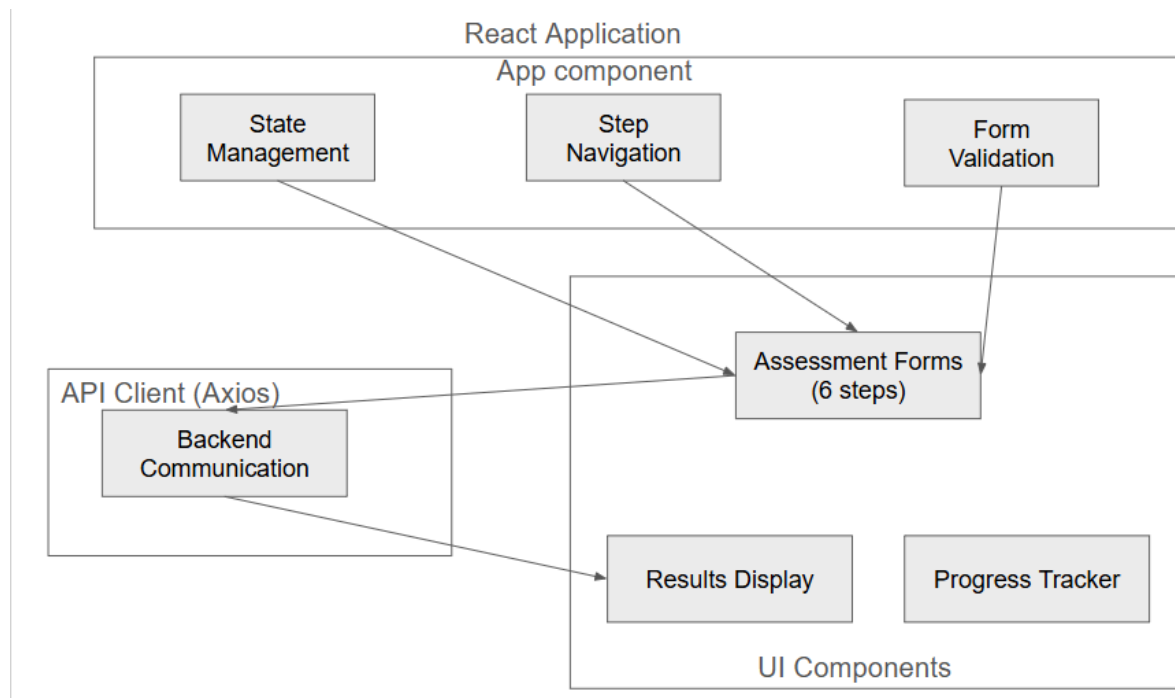 React Application
App component
State
Management
Step
Navigation
Form
Validation
Assessment Forms
(6 steps)
API Client (Axios)
Backend
Communication
Results Display
Progress Tracker
UI Components